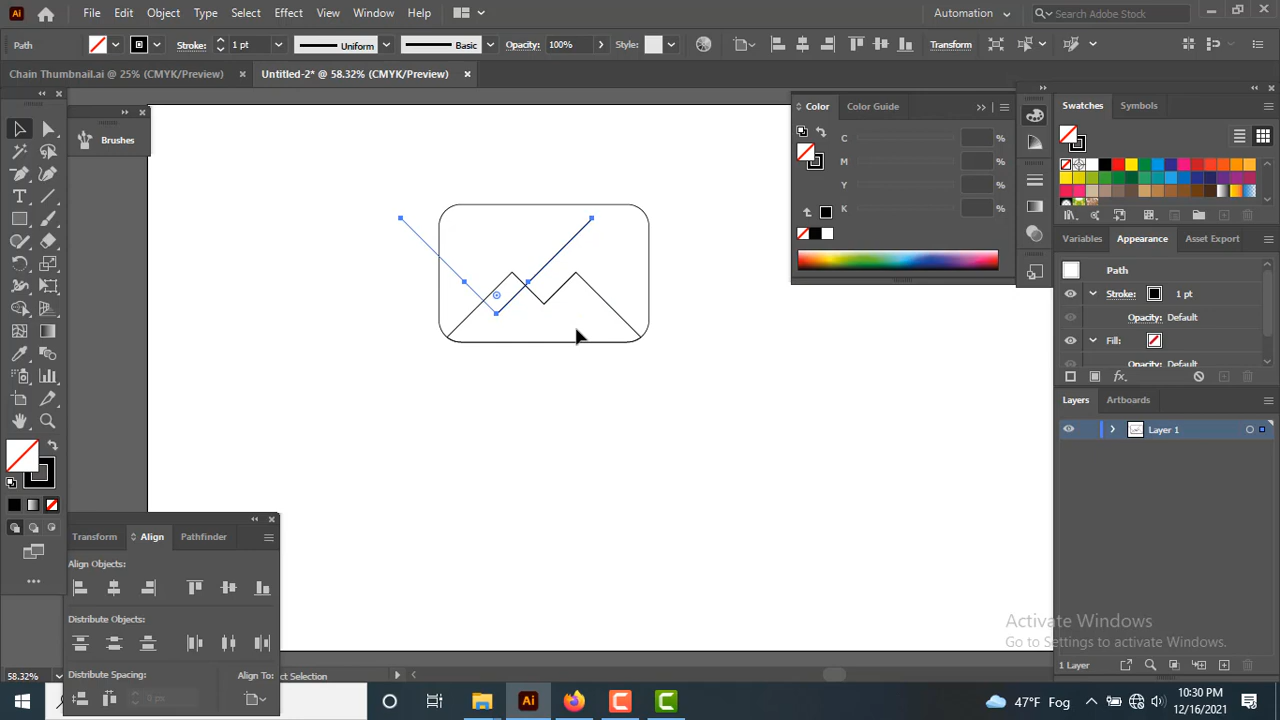 Ai File Edit Object Type Select Effect View Window Help Automation Search Adobe Stock
Path Stroke: 1 pt Uniform Basic Opacity: 100% Style: Transform
Chain Thumbnail.ai @ 25% (CMYK/Preview) Untitled-2* @ 58.32% (CMYK/Preview)
Brushes
Color Color Guide
C %
M %
Y %
K %
Swatches Symbols
Variables Appearance Asset Export
Path
Stroke: 1 pt
Opacity: Default
Fill:
Opacity: Default
Layers Artboards
Layer 1
Transform Align Pathfinder
Align Objects:
Distribute Objects:
Distribute Spacing: Align To:
0 px
Activate Windows
Go to Settings to activate Windows.
58.32% Selection
1 Layer
Ai 47°F Fog 10:30 PM
12/16/2021